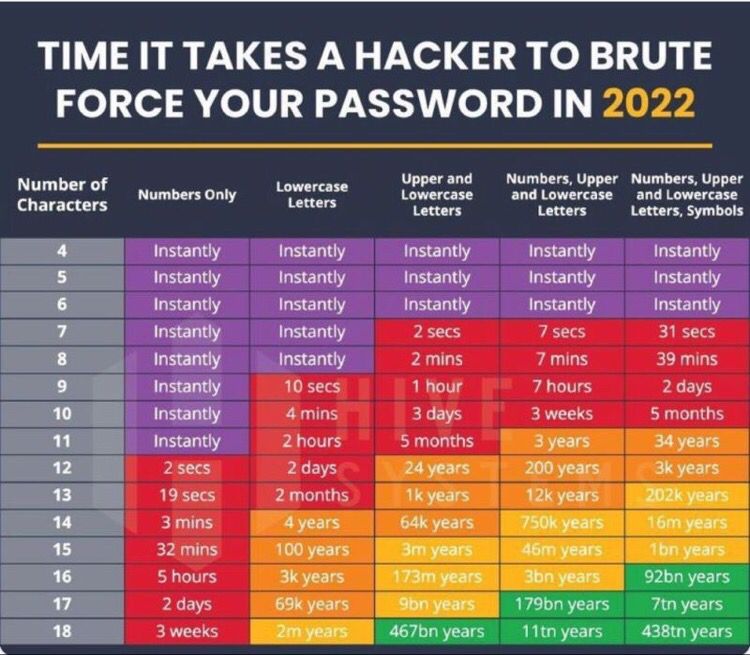 TIME IT TAKES A HACKER TO BRUTE
FORCE YOUR PASSWORD IN 2022
Number of Characters | Numbers Only | Lowercase Letters | Upper and Lowercase Letters | Numbers, Upper and Lowercase Letters | Numbers, Upper and Lowercase Letters, Symbols
4 | Instantly | Instantly | Instantly | Instantly | Instantly
5 | Instantly | Instantly | Instantly | Instantly | Instantly
6 | Instantly | Instantly | Instantly | Instantly | Instantly
7 | Instantly | Instantly | 2 secs | 7 secs | 31 secs
8 | Instantly | Instantly | 2 mins | 7 mins | 39 mins
9 | Instantly | 10 secs | 1 hour | 7 hours | 2 days
10 | Instantly | 4 mins | 3 days | 3 weeks | 5 months
11 | Instantly | 2 hours | 5 months | 3 years | 34 years
12 | 2 secs | 2 days | 24 years | 200 years | 3k years
13 | 19 secs | 2 months | 1k years | 12k years | 202k years
14 | 3 mins | 4 years | 64k years | 750k years | 16m years
15 | 32 mins | 100 years | 3m years | 46m years | 1bn years
16 | 5 hours | 3k years | 173m years | 3bn years | 92bn years
17 | 2 days | 69k years | 9bn years | 179bn years | 7tn years
18 | 3 weeks | 2m years | 467bn years | 11tn years | 438tn years
HIVE
SYSTEMS